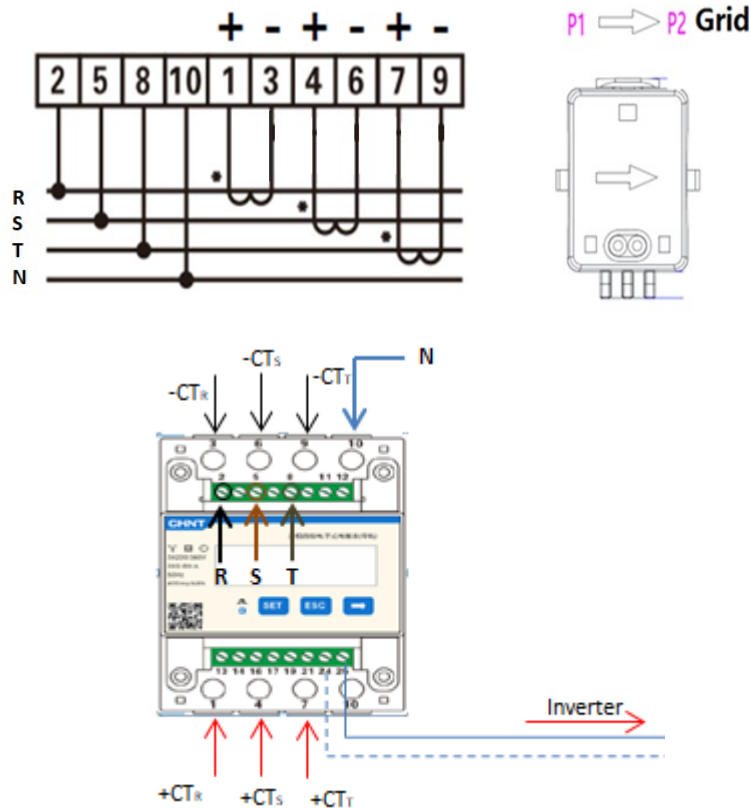 + - + - + -
P1 P2 Grid
2 5 8 10 1 3 4 6 7 9
* * *
R
S
T
N
-CTS
N
-CTR
-CTT
3 6 9 10
2 5 8 11 12
CHNT
R S T
SET ESC
13 14 16 17 19 21 24 25
1 4 7 10
Inverter
+CTR +CTS +CTT